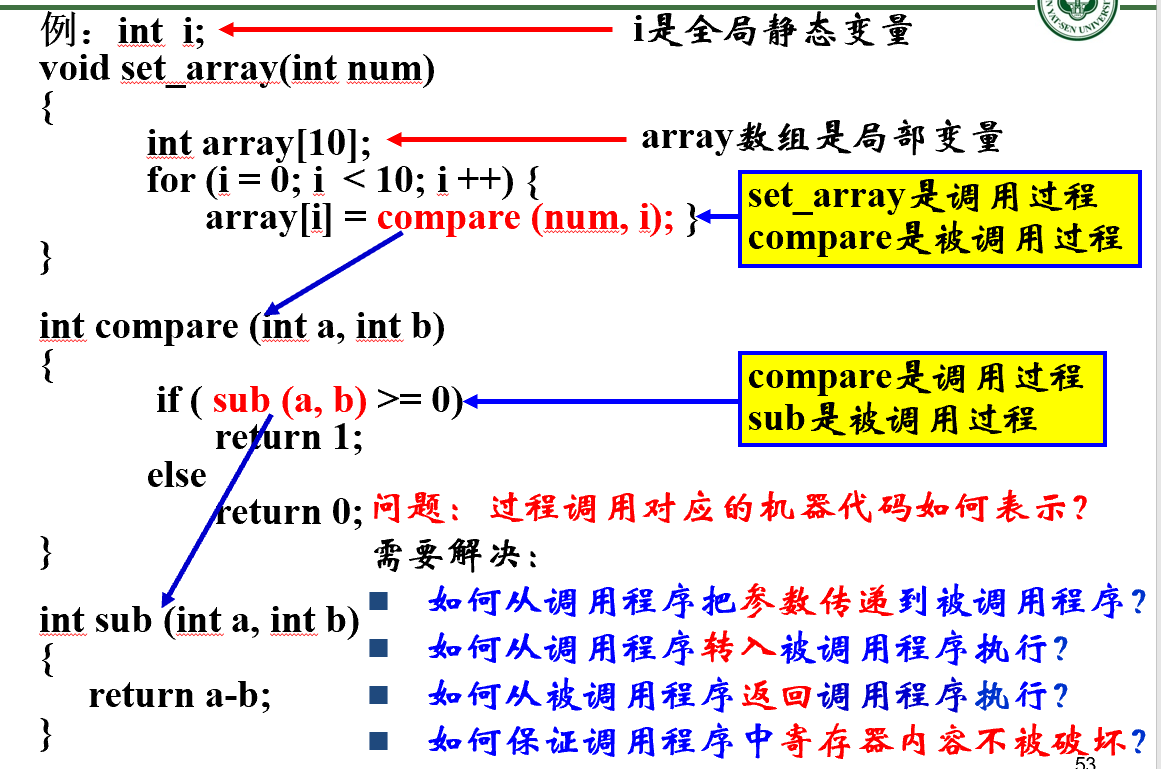 例：int i;
i是全局静态变量
void set_array(int num)
{
int array[10];
array数组是局部变量
for (i = 0; i < 10; i ++) {
array[i] = compare (num, i); }
set_array是调用过程
compare是被调用过程
}
int compare (int a, int b)
{
if ( sub (a, b) >= 0)
compare是调用过程
sub是被调用过程
return 1;
else
return 0;
}
int sub (int a, int b)
{
return a-b;
}
问题：过程调用对应的机器代码如何表示？
需要解决：
如何从调用程序把参数传递到被调用程序？
如何从调用程序转入被调用程序执行？
如何从被调用程序返回调用程序执行？
如何保证调用程序中寄存器内容不被破坏？
53